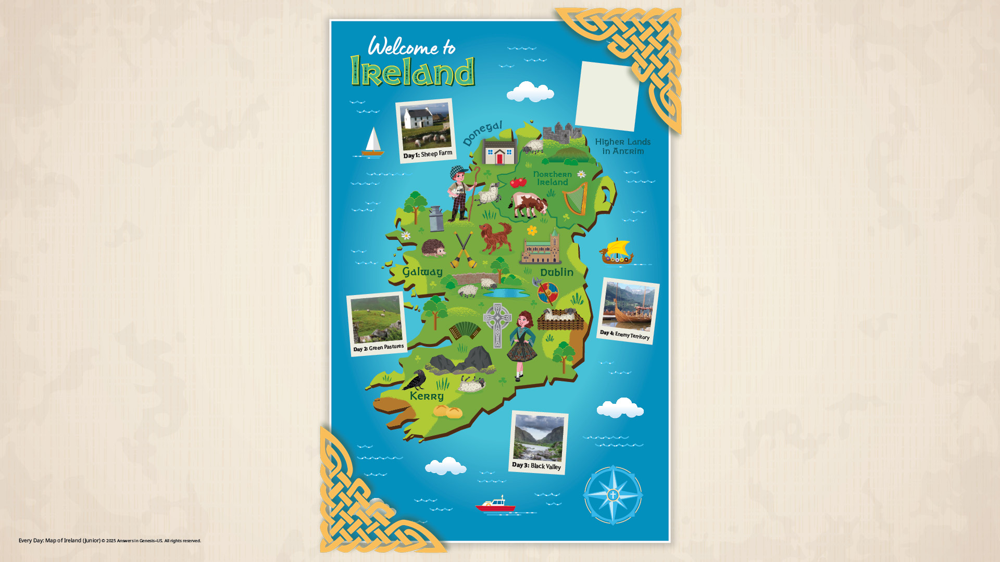 Welcome to
Ireland
Donegal
Day 1: Sheep Farm
Higher Lands
in Antrim
Northern
Ireland
Galway
Dublin
Day 2: Green Pastures
Day 4: Enemy Territory
Kerry
Day 3: Black Valley
Every Day: Map of Ireland (Junior) © 2025 Answers in Genesis–US. All rights reserved.